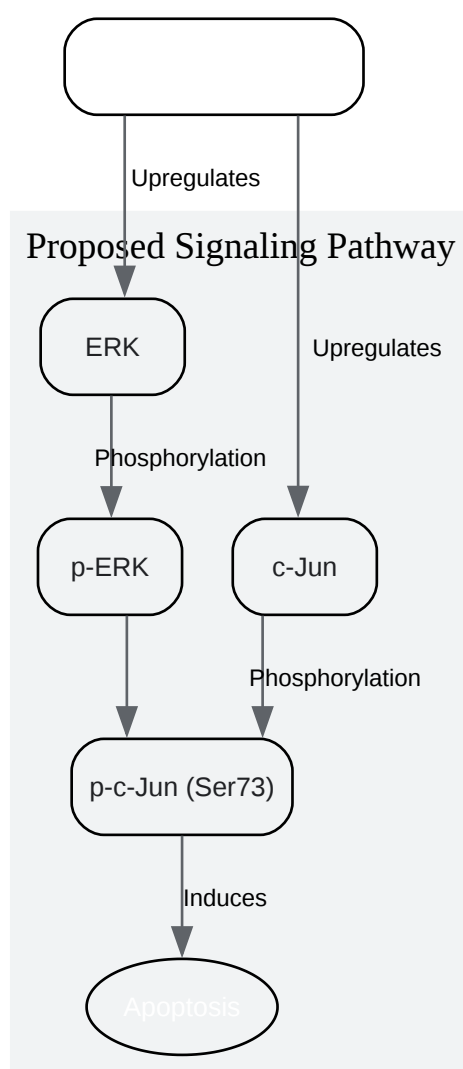 Upregulates
Proposed Signaling Pathway
ERK
Upregulates
Phosphorylation
p-ERK
c-Jun
Phosphorylation
p-c-Jun (Ser73)
Induces
Apoptosis